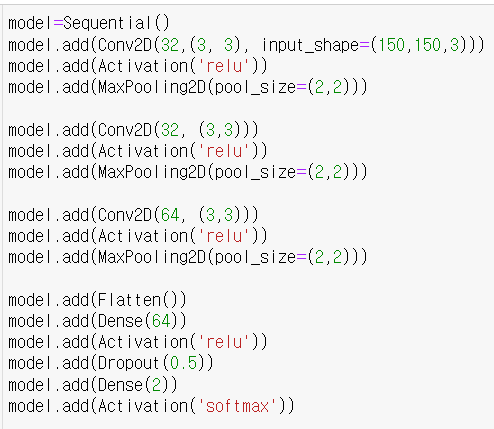 model=Sequential()
model.add(Conv2D(32,(3, 3), input_shape=(150,150,3)))
model.add(Activation('relu'))
model.add(MaxPooling2D(pool_size=(2,2)))
model.add(Conv2D(32, (3,3)))
model.add(Activation('relu'))
model.add(MaxPooling2D(pool_size=(2,2)))
model.add(Conv2D(64, (3,3)))
model.add(Activation('relu'))
model.add(MaxPooling2D(pool_size=(2,2)))
model.add(Flatten())
model.add(Dense(64))
model.add(Activation('relu'))
model.add(Dropout(0.5))
model.add(Dense(2))
model.add(Activation('softmax'))